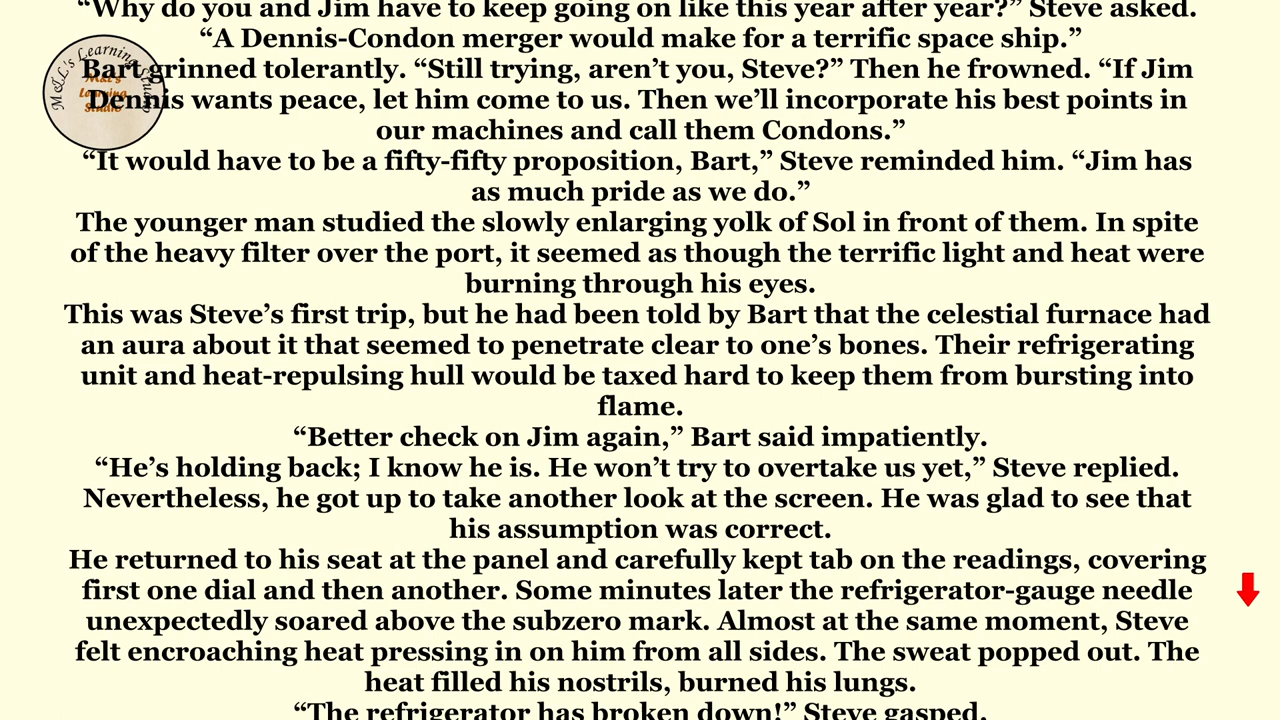 “Why do you and Jim have to keep going on like this year after year?” Steve asked.
“A Dennis-Condon merger would make for a terrific space ship.”
M&L's Learning Studio
M&L's
Learning
Studio
Bart grinned tolerantly. “Still trying, aren’t you, Steve?” Then he frowned. “If Jim
Dennis wants peace, let him come to us. Then we’ll incorporate his best points in
our machines and call them Condons.”
“It would have to be a fifty-fifty proposition, Bart,” Steve reminded him. “Jim has
as much pride as we do.”
The younger man studied the slowly enlarging yolk of Sol in front of them. In spite
of the heavy filter over the port, it seemed as though the terrific light and heat were
burning through his eyes.
This was Steve’s first trip, but he had been told by Bart that the celestial furnace had
an aura about it that seemed to penetrate clear to one’s bones. Their refrigerating
unit and heat-repulsing hull would be taxed hard to keep them from bursting into
flame.
“Better check on Jim again,” Bart said impatiently.
“He’s holding back; I know he is. He won’t try to overtake us yet,” Steve replied.
Nevertheless, he got up to take another look at the screen. He was glad to see that
his assumption was correct.
He returned to his seat at the panel and carefully kept tab on the readings, covering
first one dial and then another. Some minutes later the refrigerator-gauge needle
unexpectedly soared above the subzero mark. Almost at the same moment, Steve
felt encroaching heat pressing in on him from all sides. The sweat popped out. The
heat filled his nostrils, burned his lungs.
“The refrigerator has broken down!” Steve gasped.